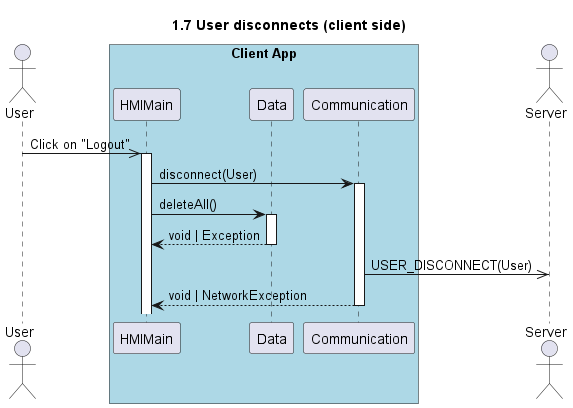 1.7 User disconnects (client side)
Client App
User
HMIMain
Data
Communication
Server
Click on "Logout"
disconnect(User)
deleteAll()
void | Exception
USER_DISCONNECT(User)
void | NetworkException
User
HMIMain
Data
Communication
Server